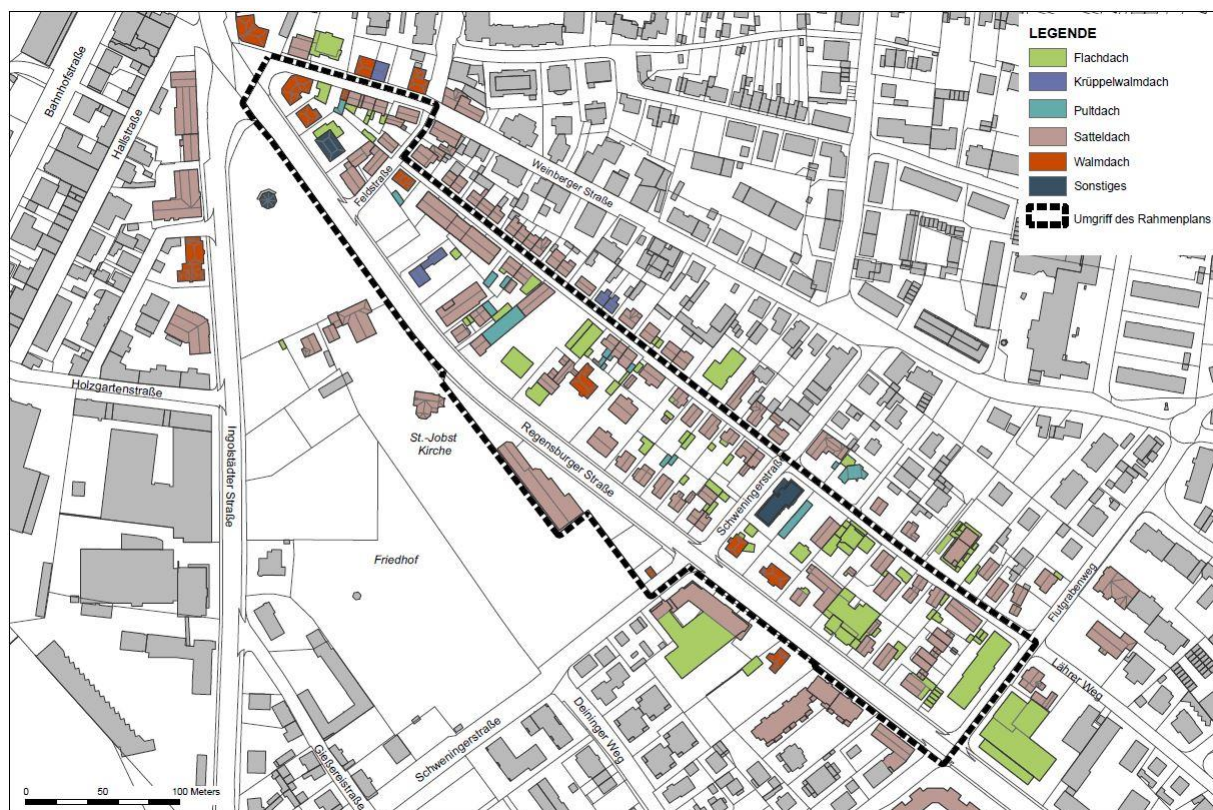 LEGENDE
Flachdach
Krüppelwalmdach
Pultdach
Satteldach
Walmdach
Sonstiges
Umgriff des Rahmenplans
Bahnhofstraße
Hallstraße
Weinberger Straße
Feldstraße
Holzgartenstraße
Ingolstädter Straße
St.-Jobst
Kirche
Regensburger Straße
Schweningerstraße
Friedhof
Flutgrabenweg
Lährer Weg
Deininger Weg
Schweningerstraße
Gießereistraße
0 50 100 Meters